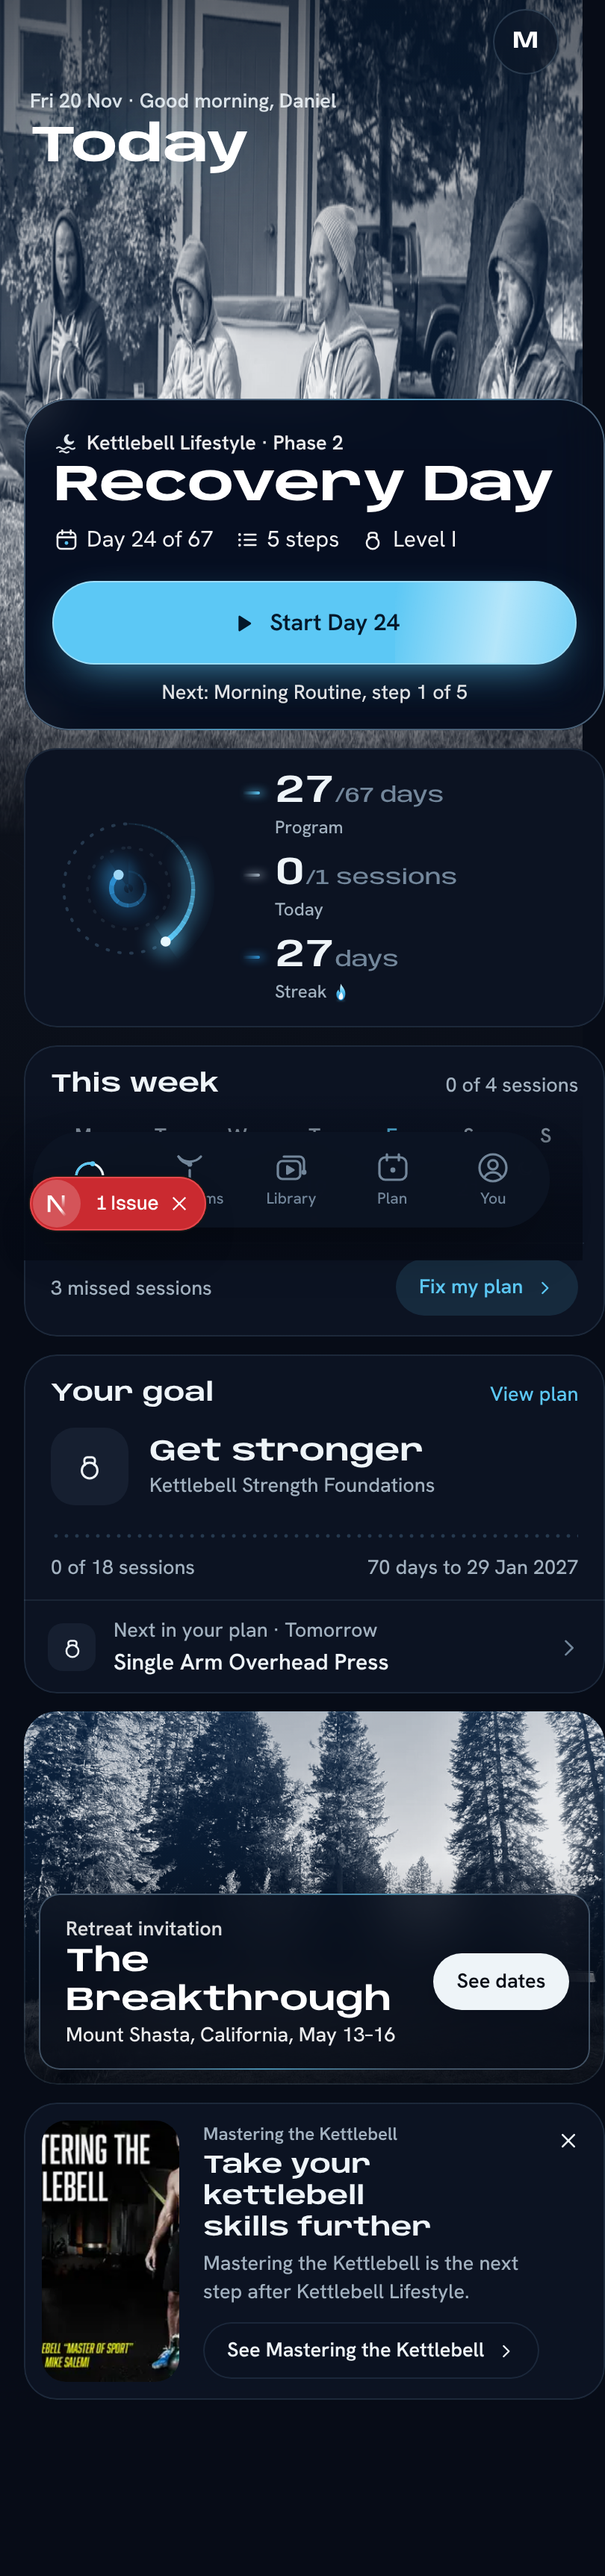 M
Fri 20 Nov · Good morning, Daniel
Today
Kettlebell Lifestyle · Phase 2
Recovery Day
Day 24 of 67 5 steps Level I
Start Day 24
Next: Morning Routine, step 1 of 5
27/67 days
Program
0/1 sessions
Today
27 days
Streak
This week 0 of 4 sessions
M T W T F S S
ms Library Plan You
N 1 Issue
3 missed sessions Fix my plan
Your goal View plan
Get stronger
Kettlebell Strength Foundations
0 of 18 sessions 70 days to 29 Jan 2027
Next in your plan · Tomorrow
Single Arm Overhead Press
Retreat invitation
The
Breakthrough
Mount Shasta, California, May 13–16
See dates
TERING THE
LEBELL
EBELL "MASTER OF SPORT"
MIKE SALEMI
Mastering the Kettlebell
Take your
kettlebell
skills further
Mastering the Kettlebell is the next
step after Kettlebell Lifestyle.
See Mastering the Kettlebell